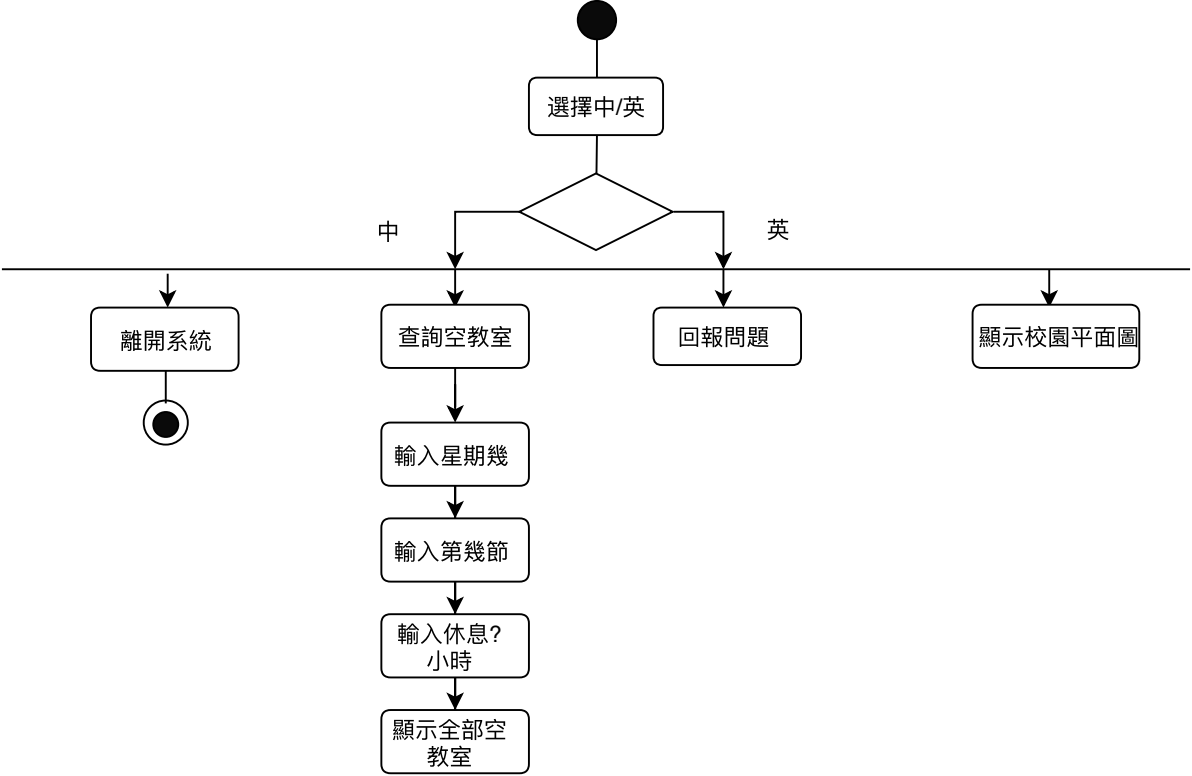 選擇中/英
中
英
離開系統
查詢空教室
回報問題
顯示校園平面圖
輸入星期幾
輸入第幾節
輸入休息?
小時
顯示全部空
教室